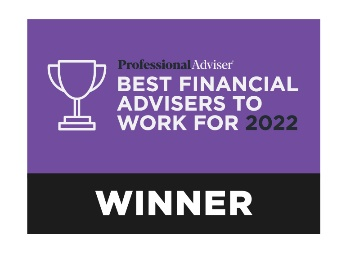 ProfessionalAdviser
BEST FINANCIAL
ADVISERS TO
WORK FOR 2022
WINNER